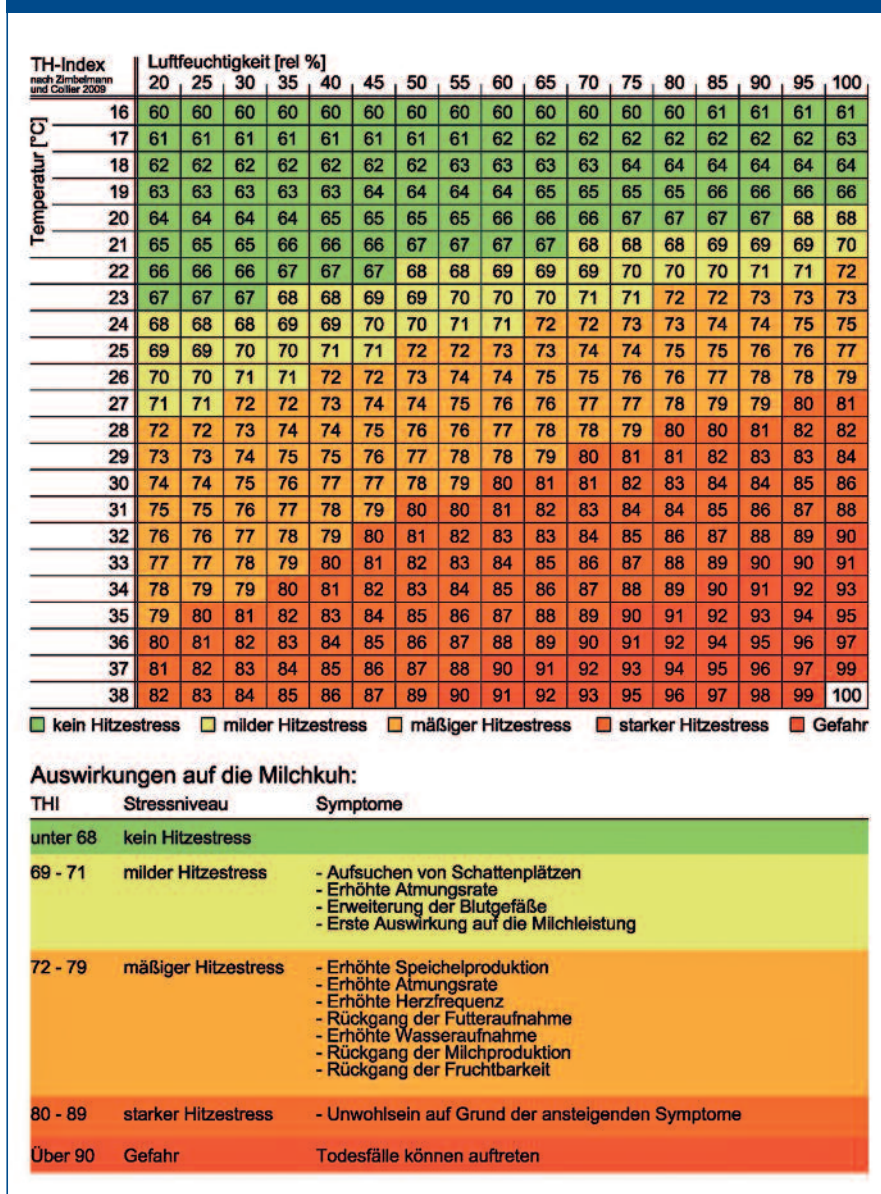 TH-Index Luftfeuchtigkeit [rel %]
nach Zimbelmann
und Collier 2009
20 25 30 35 40 45 50 55 60 65 70 75 80 85 90 95 100
Temperatur [°C]
16 60 60 60 60 60 60 60 60 60 60 60 60 60 61 61 61 61
17 61 61 61 61 61 61 61 61 62 62 62 62 62 62 62 62 63
18 62 62 62 62 62 62 62 63 63 63 63 64 64 64 64 64 64
19 63 63 63 63 63 64 64 64 64 65 65 65 65 66 66 66 66
20 64 64 64 64 65 65 65 65 66 66 66 67 67 67 67 68 68
21 65 65 65 66 66 66 67 67 67 67 68 68 68 69 69 69 70
22 66 66 66 67 67 67 68 68 69 69 69 70 70 70 71 71 72
23 67 67 67 68 68 69 69 70 70 70 71 71 72 72 73 73 73
24 68 68 68 69 69 70 70 71 71 72 72 73 73 74 74 75 75
25 69 69 70 70 71 71 72 72 73 73 74 74 75 75 76 76 77
26 70 70 71 71 72 72 73 74 74 75 75 76 76 77 78 78 79
27 71 71 72 72 73 74 74 75 76 76 77 77 78 79 79 80 81
28 72 72 73 74 74 75 76 76 77 78 78 79 80 80 81 82 82
29 73 73 74 75 75 76 77 78 78 79 80 81 81 82 83 83 84
30 74 74 75 76 77 77 78 79 80 81 81 82 83 84 84 85 86
31 75 75 76 77 78 79 80 80 81 82 83 84 84 85 86 87 88
32 76 76 77 78 79 80 81 82 83 83 84 85 86 87 88 89 90
33 77 77 78 79 80 81 82 83 84 85 86 87 88 89 90 90 91
34 78 79 79 80 81 82 83 84 85 86 87 88 89 90 91 92 93
35 79 80 81 82 83 84 85 86 87 88 89 90 91 92 93 94 95
36 80 81 82 83 84 85 86 87 88 89 90 91 92 94 95 96 97
37 81 82 83 84 85 86 87 88 90 91 92 93 94 95 96 97 99
38 82 83 84 85 86 87 89 90 91 92 93 95 96 97 98 99 100
kein Hitzestress milder Hitzestress mäßiger Hitzestress starker Hitzestress Gefahr
Auswirkungen auf die Milchkuh:
THI Stressniveau Symptome
unter 68 kein Hitzestress
69 - 71 milder Hitzestress - Aufsuchen von Schattenplätzen
- Erhöhte Atmungsrate
- Erweiterung der Blutgefäße
- Erste Auswirkung auf die Milchleistung
72 - 79 mäßiger Hitzestress - Erhöhte Speichelproduktion
- Erhöhte Atmungsrate
- Erhöhte Herzfrequenz
- Rückgang der Futteraufnahme
- Erhöhte Wasseraufnahme
- Rückgang der Milchproduktion
- Rückgang der Fruchtbarkeit
80 - 89 starker Hitzestress - Unwohlsein auf Grund der ansteigenden Symptome
Über 90 Gefahr Todesfälle können auftreten